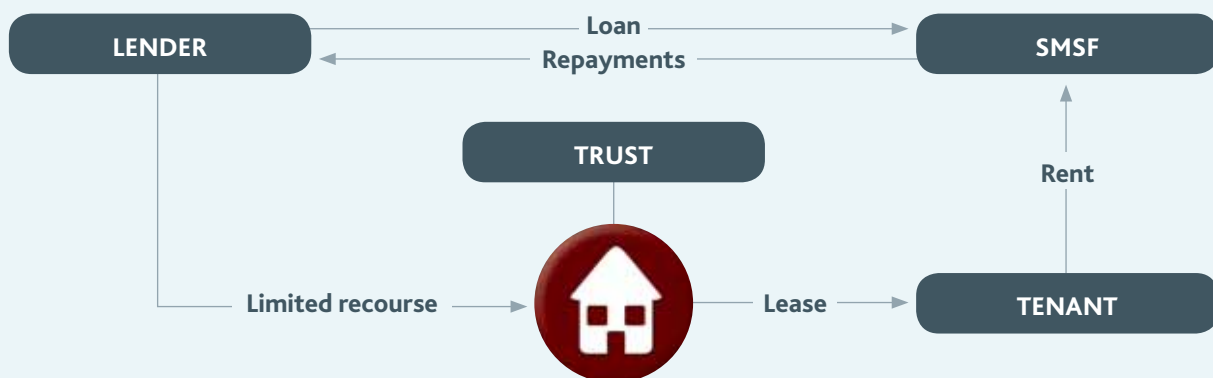 LENDER
Loan
SMSF
Repayments
TRUST
Rent
Limited recourse
Lease
TENANT